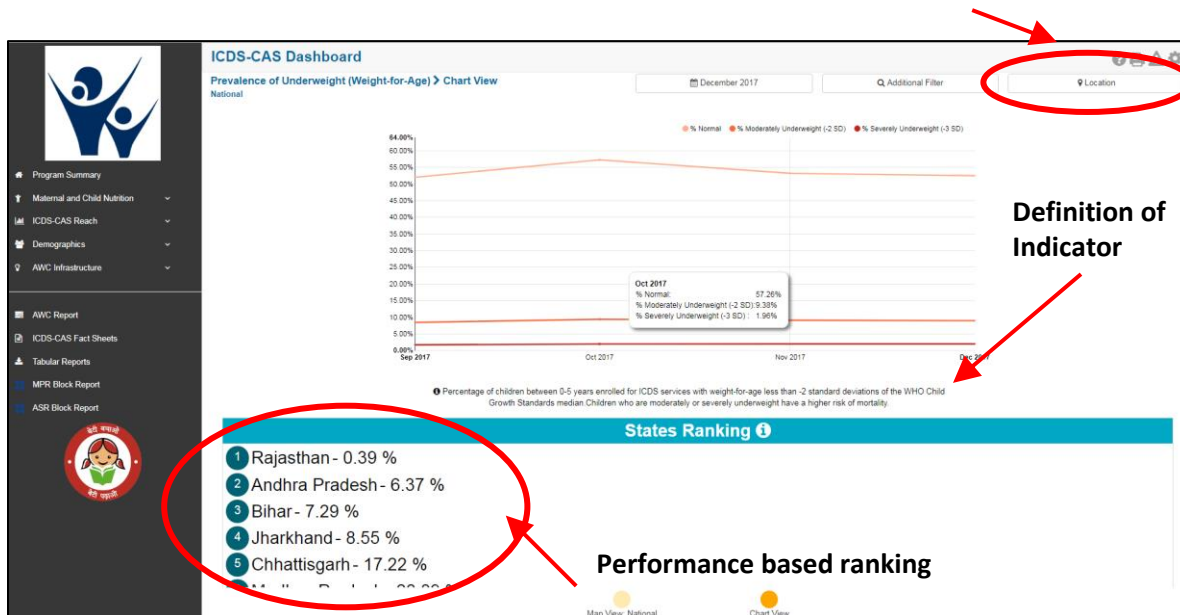 ICDS-CAS Dashboard
Prevalence of Underweight (Weight-for-Age) Chart View
National
December 2017
Additional Filter
Location
Program Summary
Maternal and Child Nutrition
ICDS-CAS Reach
Demographics
AWC Infrastructure
AWC Report
ICDS-CAS Fact Sheets
Tabular Reports
MPR Block Report
ASR Block Report
बेटी बचाओ
बेटी पढ़ाओ
% Normal % Moderately Underweight (-2 SD) % Severely Underweight (-3 SD)
64.00%
60.00%
55.00%
50.00%
45.00%
40.00%
35.00%
30.00%
25.00%
20.00%
15.00%
10.00%
5.00%
0.00%
Sep 2017 Oct 2017 Nov 2017 Dec 2017
Oct 2017
% Normal: 57.26%
% Moderately Underweight (-2 SD): 9.38%
% Severely Underweight (-3 SD) : 1.96%
Definition of
Indicator
Percentage of children between 0-5 years enrolled for ICDS services with weight-for-age less than -2 standard deviations of the WHO Child
Growth Standards median.Children who are moderately or severely underweight have a higher risk of mortality.
States Ranking
1 Rajasthan - 0.39 %
2 Andhra Pradesh - 6.37 %
3 Bihar - 7.29 %
4 Jharkhand - 8.55 %
5 Chhattisgarh - 17.22 %
Performance based ranking
Map View: National
Chart View